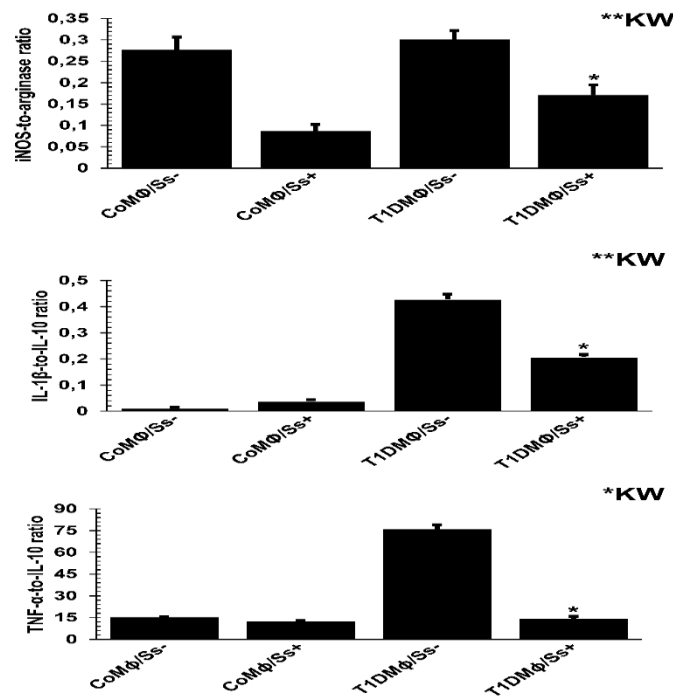 iNOS-to-arginase ratio
0,35
0,3
0,25
0,2
0,15
0,1
0,05
0
**KW
*
CoMΦ/Ss-
CoMΦ/Ss+
T1DMΦ/Ss-
T1DMΦ/Ss+
IL-1β-to-IL-10 ratio
0,6
0,5
0,4
0,3
0,2
0,1
0
**KW
*
CoMΦ/Ss-
CoMΦ/Ss+
T1DMΦ/Ss-
T1DMΦ/Ss+
TNF-α-to-IL-10 ratio
90
75
60
45
30
15
0
*KW
*
CoMϕ/Ss-
CoMϕ/Ss+
T1DMϕ/Ss-
T1DMϕ/Ss+